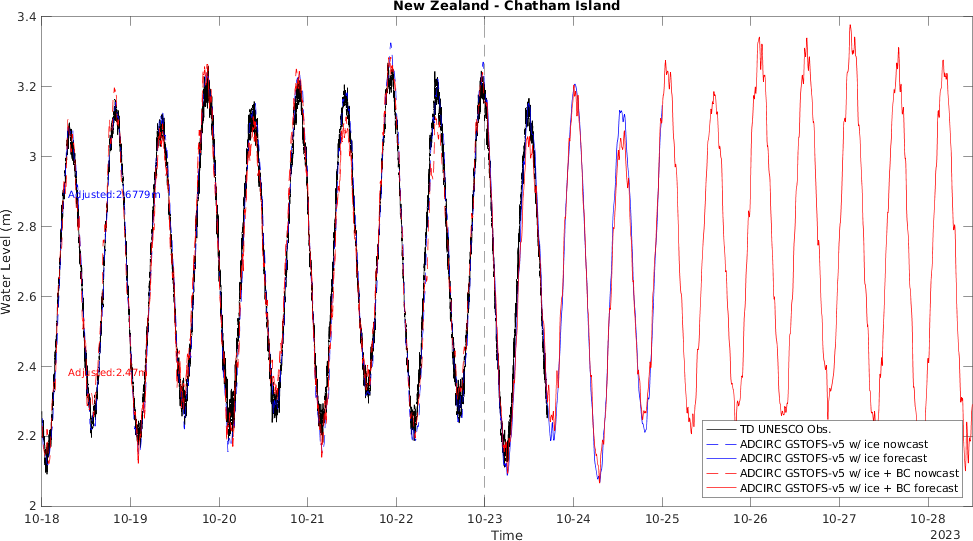 New Zealand - Chatham Island
3.4
3.2
3
2.8
2.6
2.4
2.2
2
Water Level (m)
Adjusted:2.6779m
Adjusted:2.47m
TD UNESCO Obs.
ADCIRC GSTOFS-v5 w/ ice nowcast
ADCIRC GSTOFS-v5 w/ ice forecast
ADCIRC GSTOFS-v5 w/ ice + BC nowcast
ADCIRC GSTOFS-v5 w/ ice + BC forecast
10-18 10-19 10-20 10-21 10-22 10-23 10-24 10-25 10-26 10-27 10-28
2023
Time